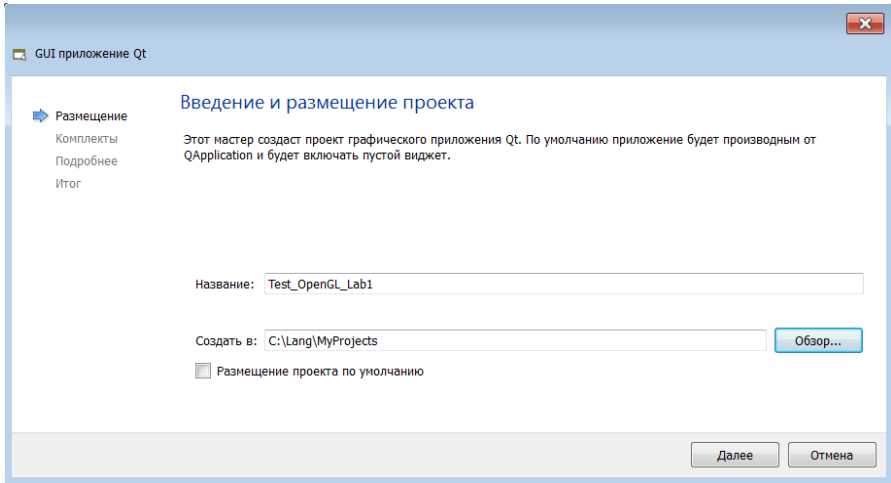 GUI приложение Qt
Размещение
Комплекты
Подробнее
Итог
Введение и размещение проекта
Этот мастер создаст проект графического приложения Qt. По умолчанию приложение будет производным от
QApplication и будет включать пустой виджет.
Название: Test_OpenGL_Lab1
Создать в: C:\Lang\MyProjects Обзор...
Размещение проекта по умолчанию
Далее Отмена